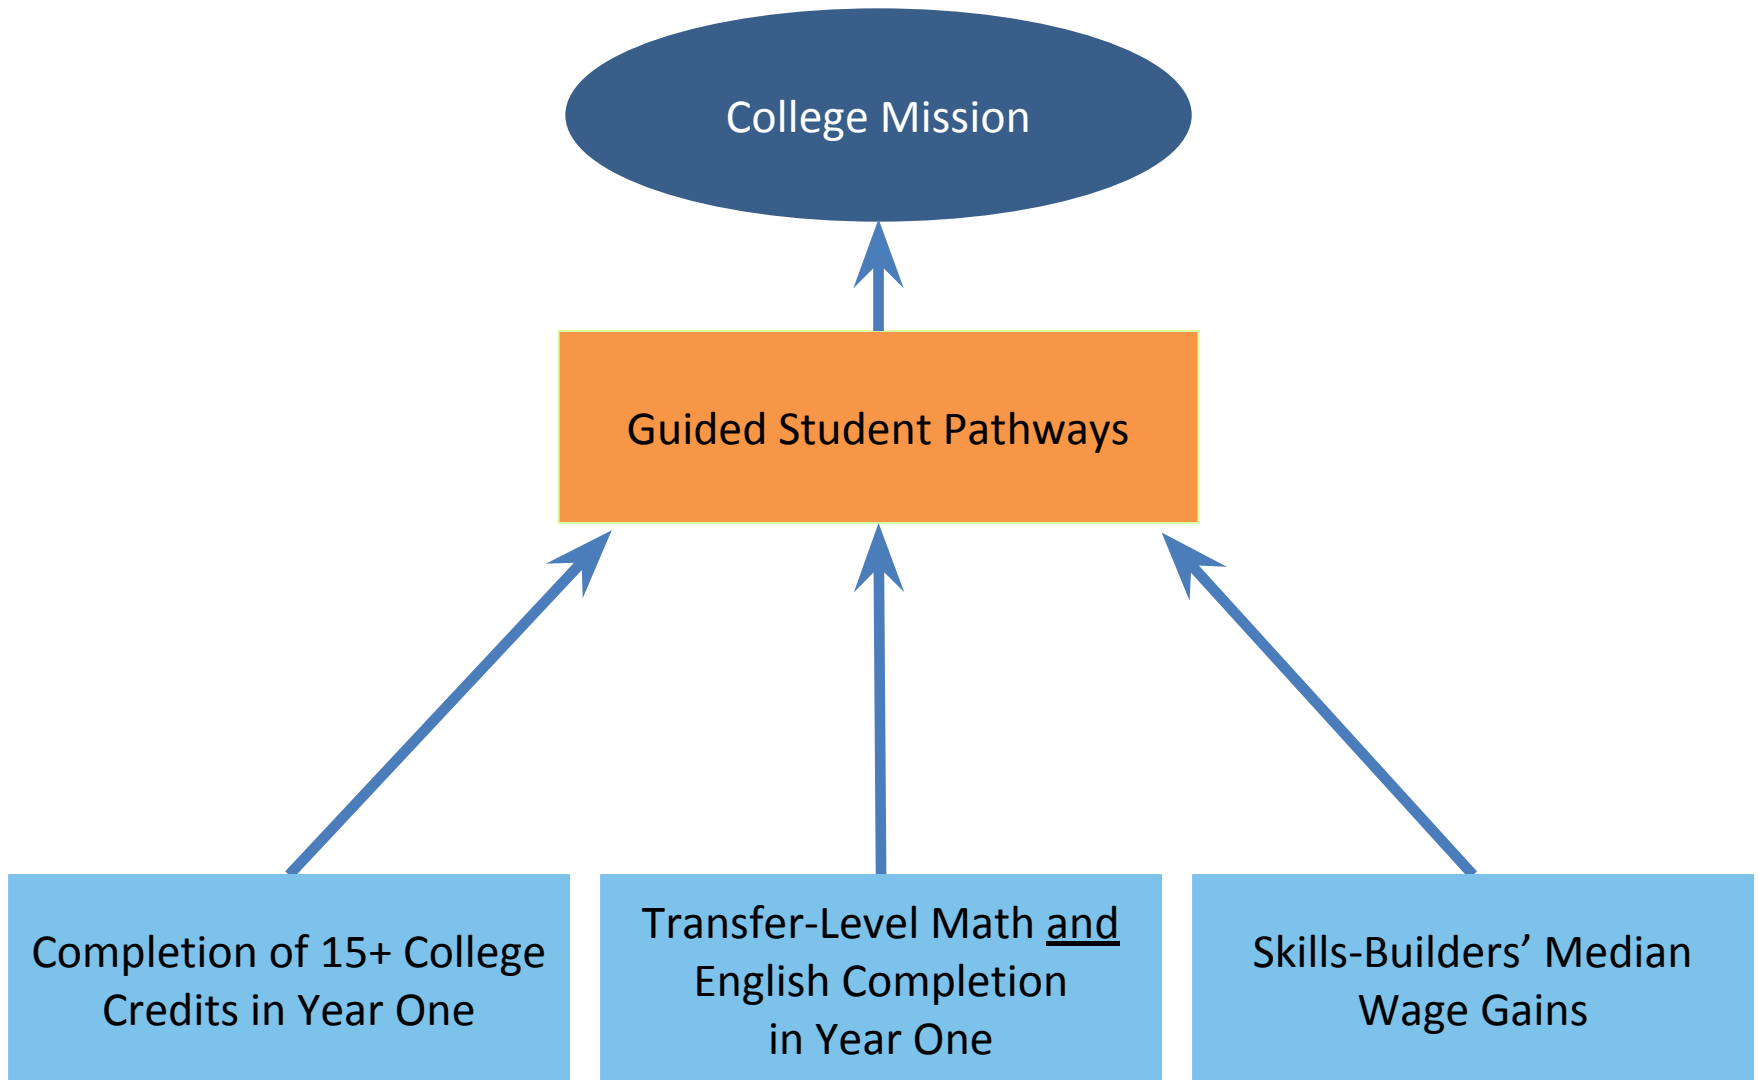 College Mission
Guided Student Pathways
Completion of 15+ College
Credits in Year One
Transfer-Level Math and
English Completion
in Year One
Skills-Builders’ Median
Wage Gains